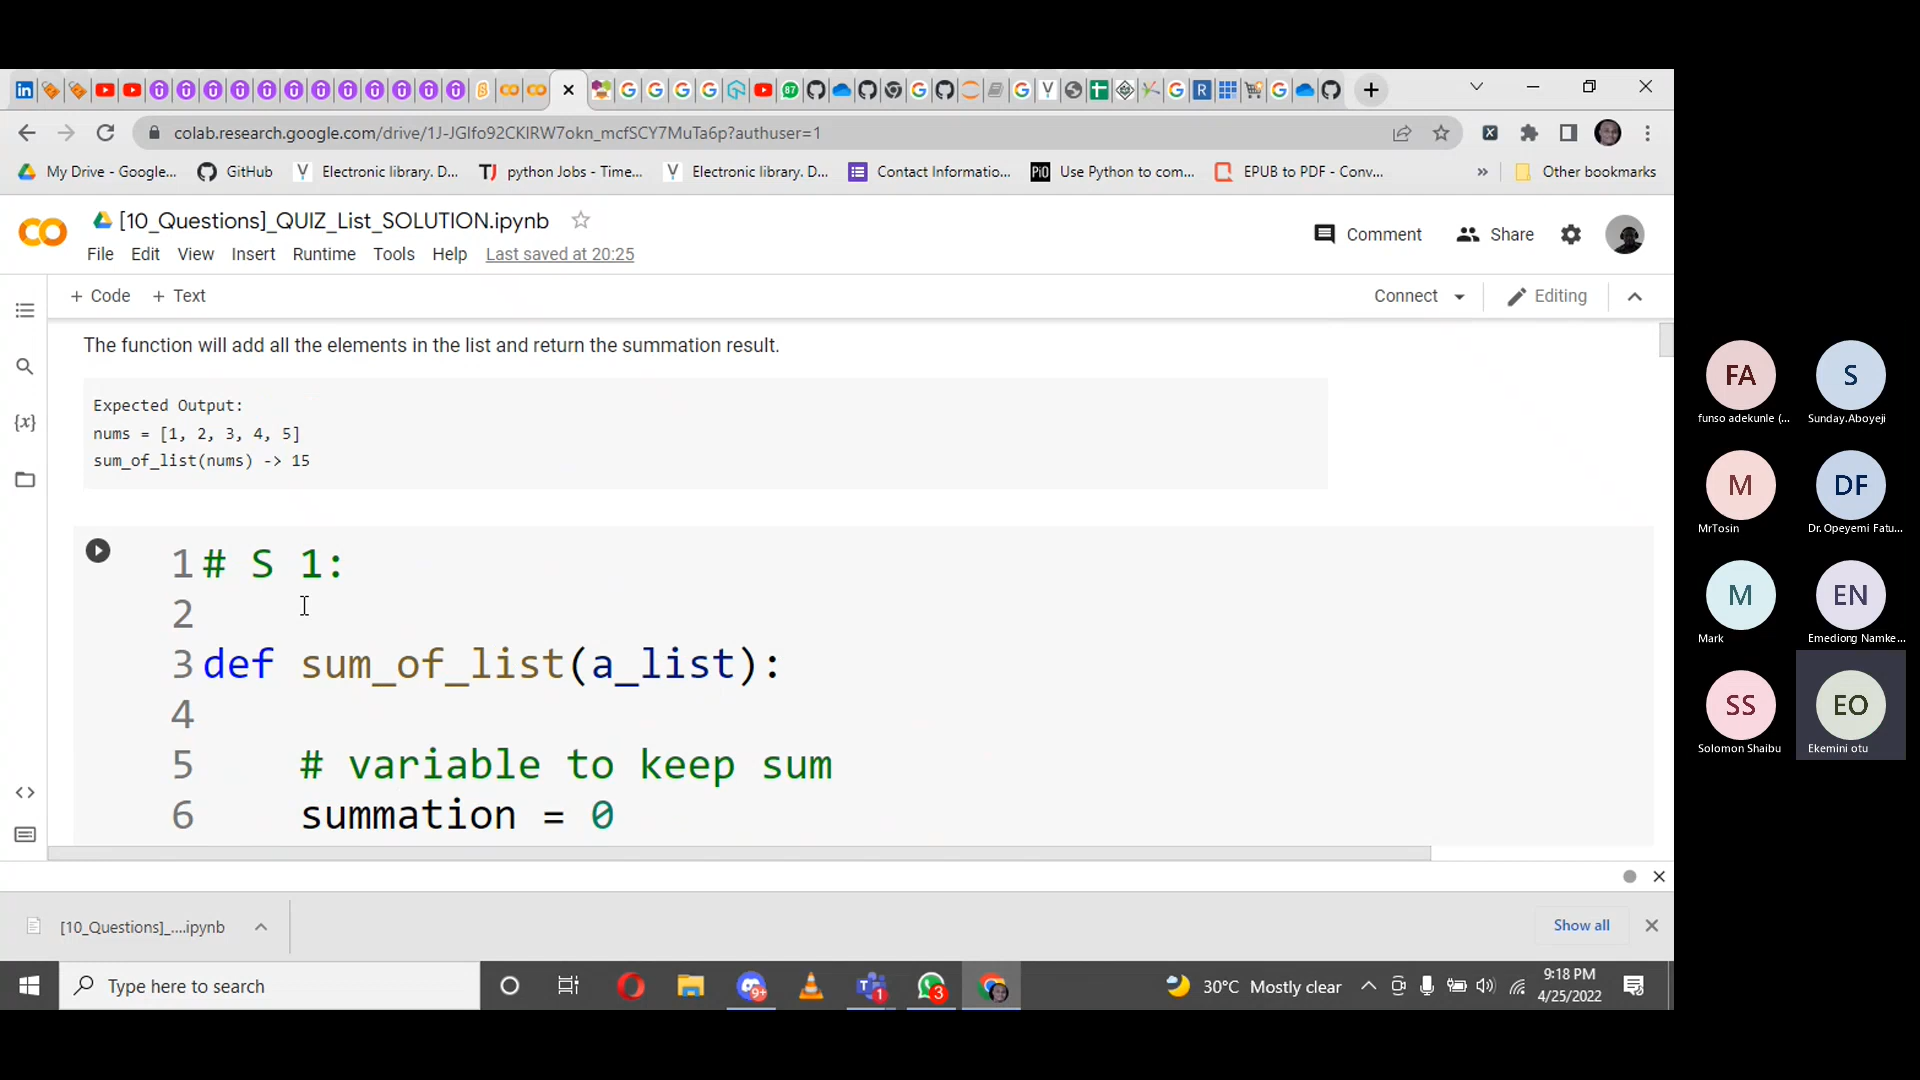 colab.research.google.com/drive/1J-JGIfo92CKIRW7okn_mcfSCY7MuTa6p?authuser=1
My Drive - Google...
GitHub
Electronic library. D...
python Jobs - Time...
Electronic library. D...
Contact Informatio...
Use Python to com...
EPUB to PDF - Conv...
»
Other bookmarks
CO
[10_Questions]_QUIZ_List_SOLUTION.ipynb
Comment
Share
File Edit View Insert Runtime Tools Help Last saved at 20:25
+ Code + Text
Connect
Editing
The function will add all the elements in the list and return the summation result.
Expected Output:
nums = [1, 2, 3, 4, 5]
sum_of_list(nums) -> 15
1 # S 1:
2
3 def sum_of_list(a_list):
4
5 # variable to keep sum
6 summation = 0
[10_Questions]_....ipynb
Show all
Type here to search
9+
1
3
30°C Mostly clear
9:18 PM
4/25/2022
FA
funso adekunle (...
S
Sunday.Aboyeji
M
MrTosin
DF
Dr. Opeyemi Fatu...
M
Mark
EN
Emediong Namke...
SS
Solomon Shaibu
EO
Ekemini otu